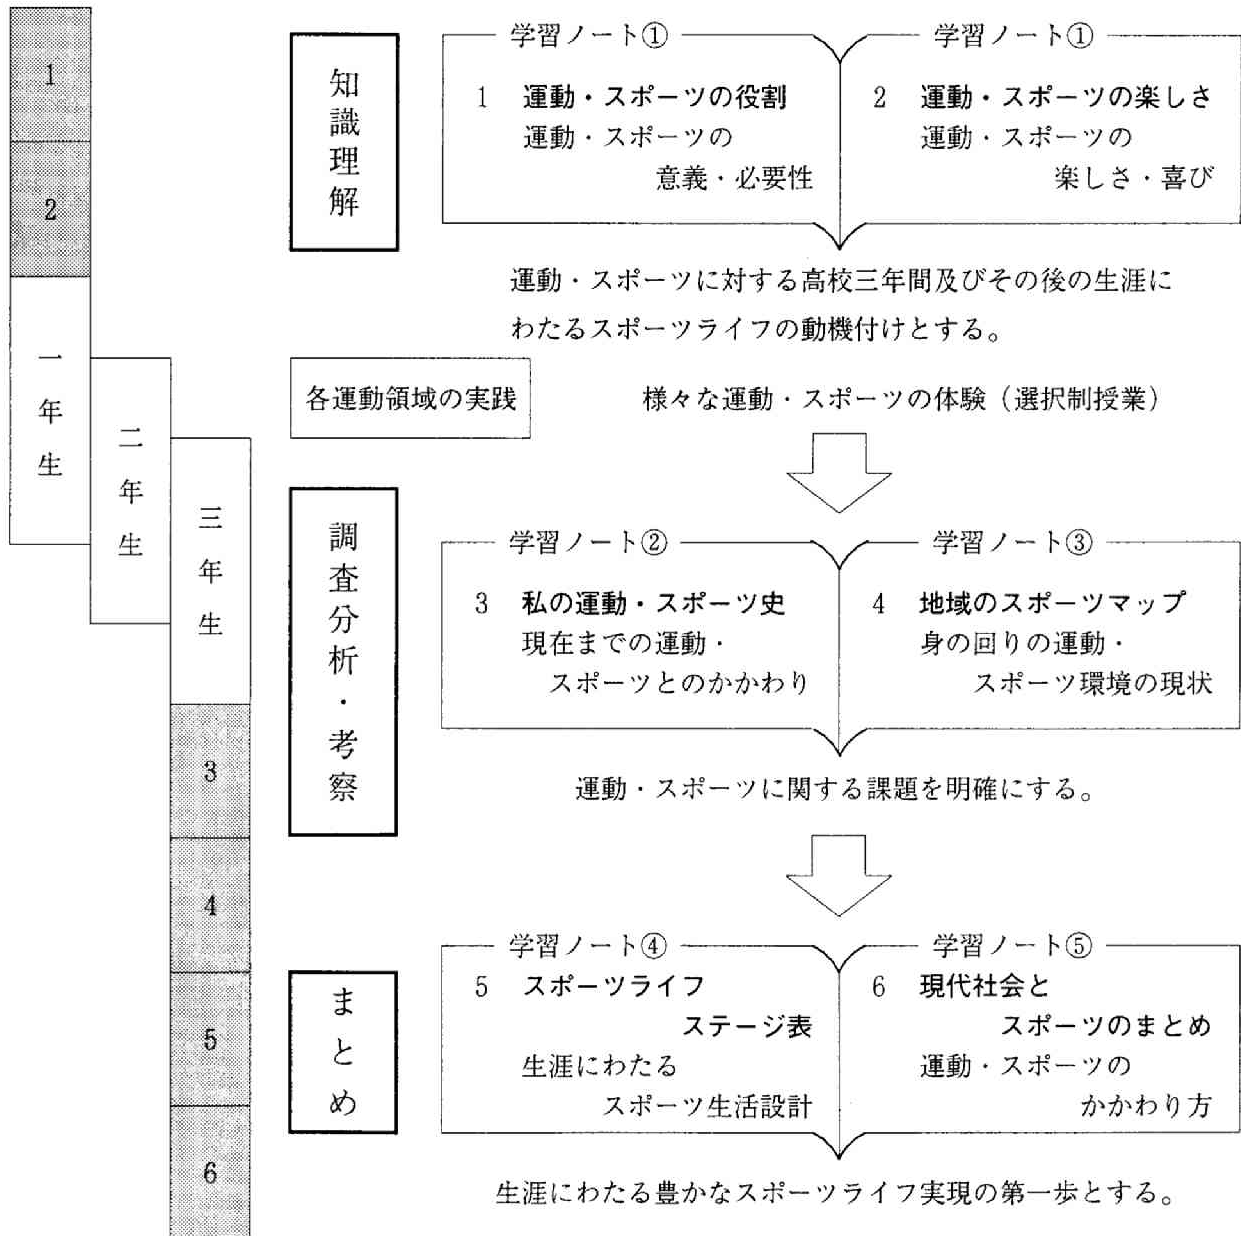 1
2
一年生
二年生
三年生
3
4
5
6
知識理解
学習ノート①
1 運動・スポーツの役割
運動・スポーツの
意義・必要性
学習ノート①
2 運動・スポーツの楽しさ
運動・スポーツの
楽しさ・喜び
運動・スポーツに対する高校三年間及びその後の生涯に
わたるスポーツライフの動機付けとする。
各運動領域の実践
様々な運動・スポーツの体験（選択制授業）
調査分析・考察
学習ノート②
3 私の運動・スポーツ史
現在までの運動・
スポーツとのかかわり
学習ノート③
4 地域のスポーツマップ
身の回りの運動・
スポーツ環境の現状
運動・スポーツに関する課題を明確にする。
まとめ
学習ノート④
5 スポーツライフ
ステージ表
生涯にわたる
スポーツ生活設計
学習ノート⑤
6 現代社会と
スポーツのまとめ
運動・スポーツの
かかわり方
生涯にわたる豊かなスポーツライフ実現の第一歩とする。